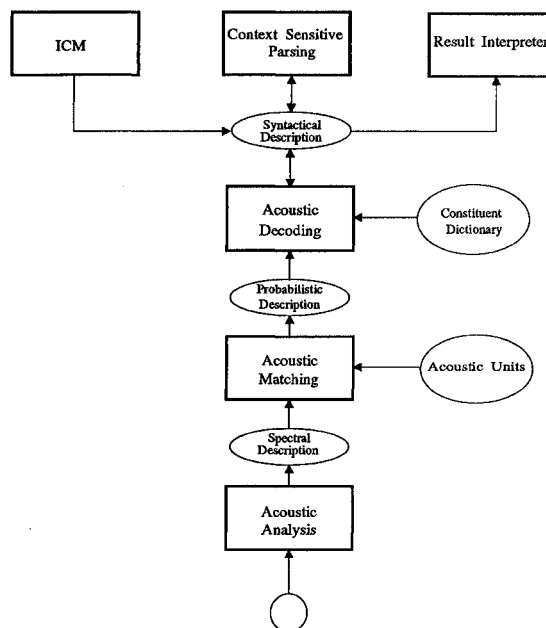 ICM
Context Sensitive
Parsing
Result Interpreter
Syntactical
Description
Acoustic
Decoding
Constituent
Dictionary
Probabilistic
Description
Acoustic
Matching
Acoustic Units
Spectral
Description
Acoustic
Analysis